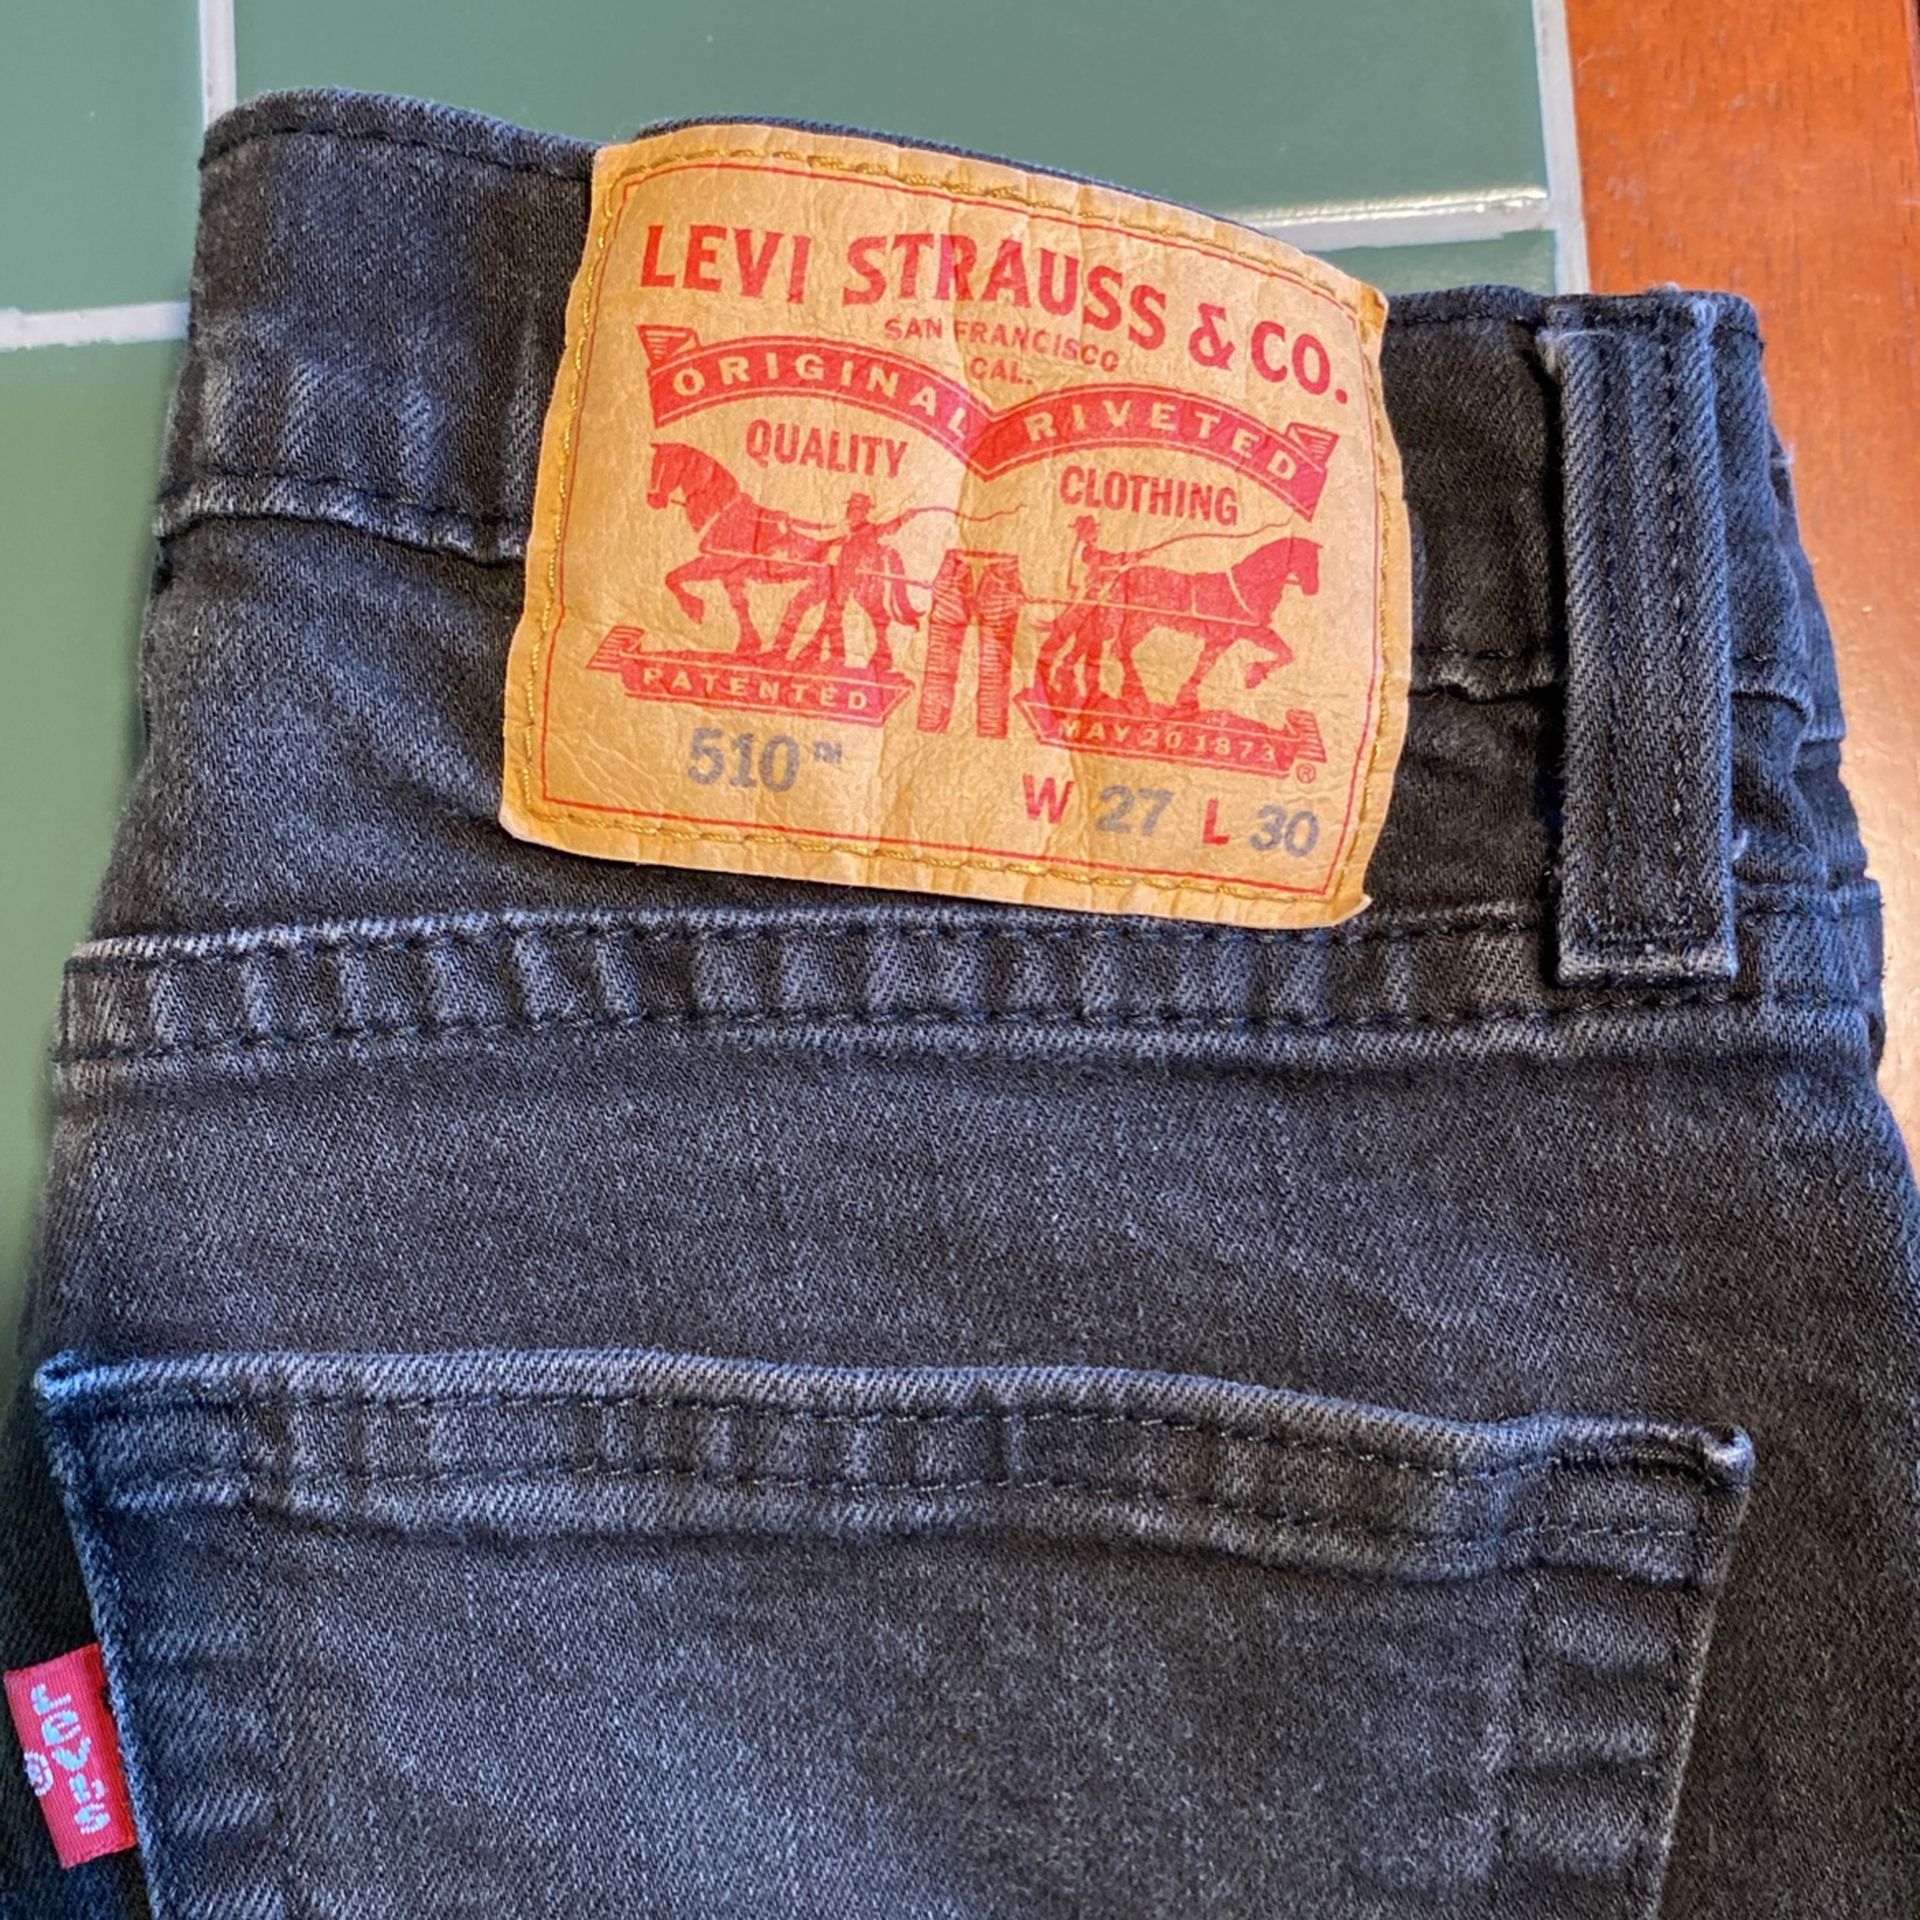 LEVI STRAUSS & CO.
SAN FRANCISCO
CAL.
ORIGINAL RIVETED
QUALITY CLOTHING
PATENTED MAY 20 1873 ®
510™ W 27 L 30
LEVI'S ®